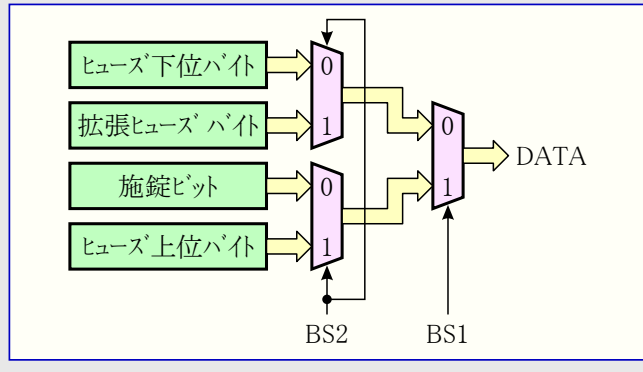 ヒューズ下位バイト
0
拡張ヒューズ バイト
1
0
DATA
施錠ビット
0
1
ヒューズ上位バイト
1
BS2
BS1